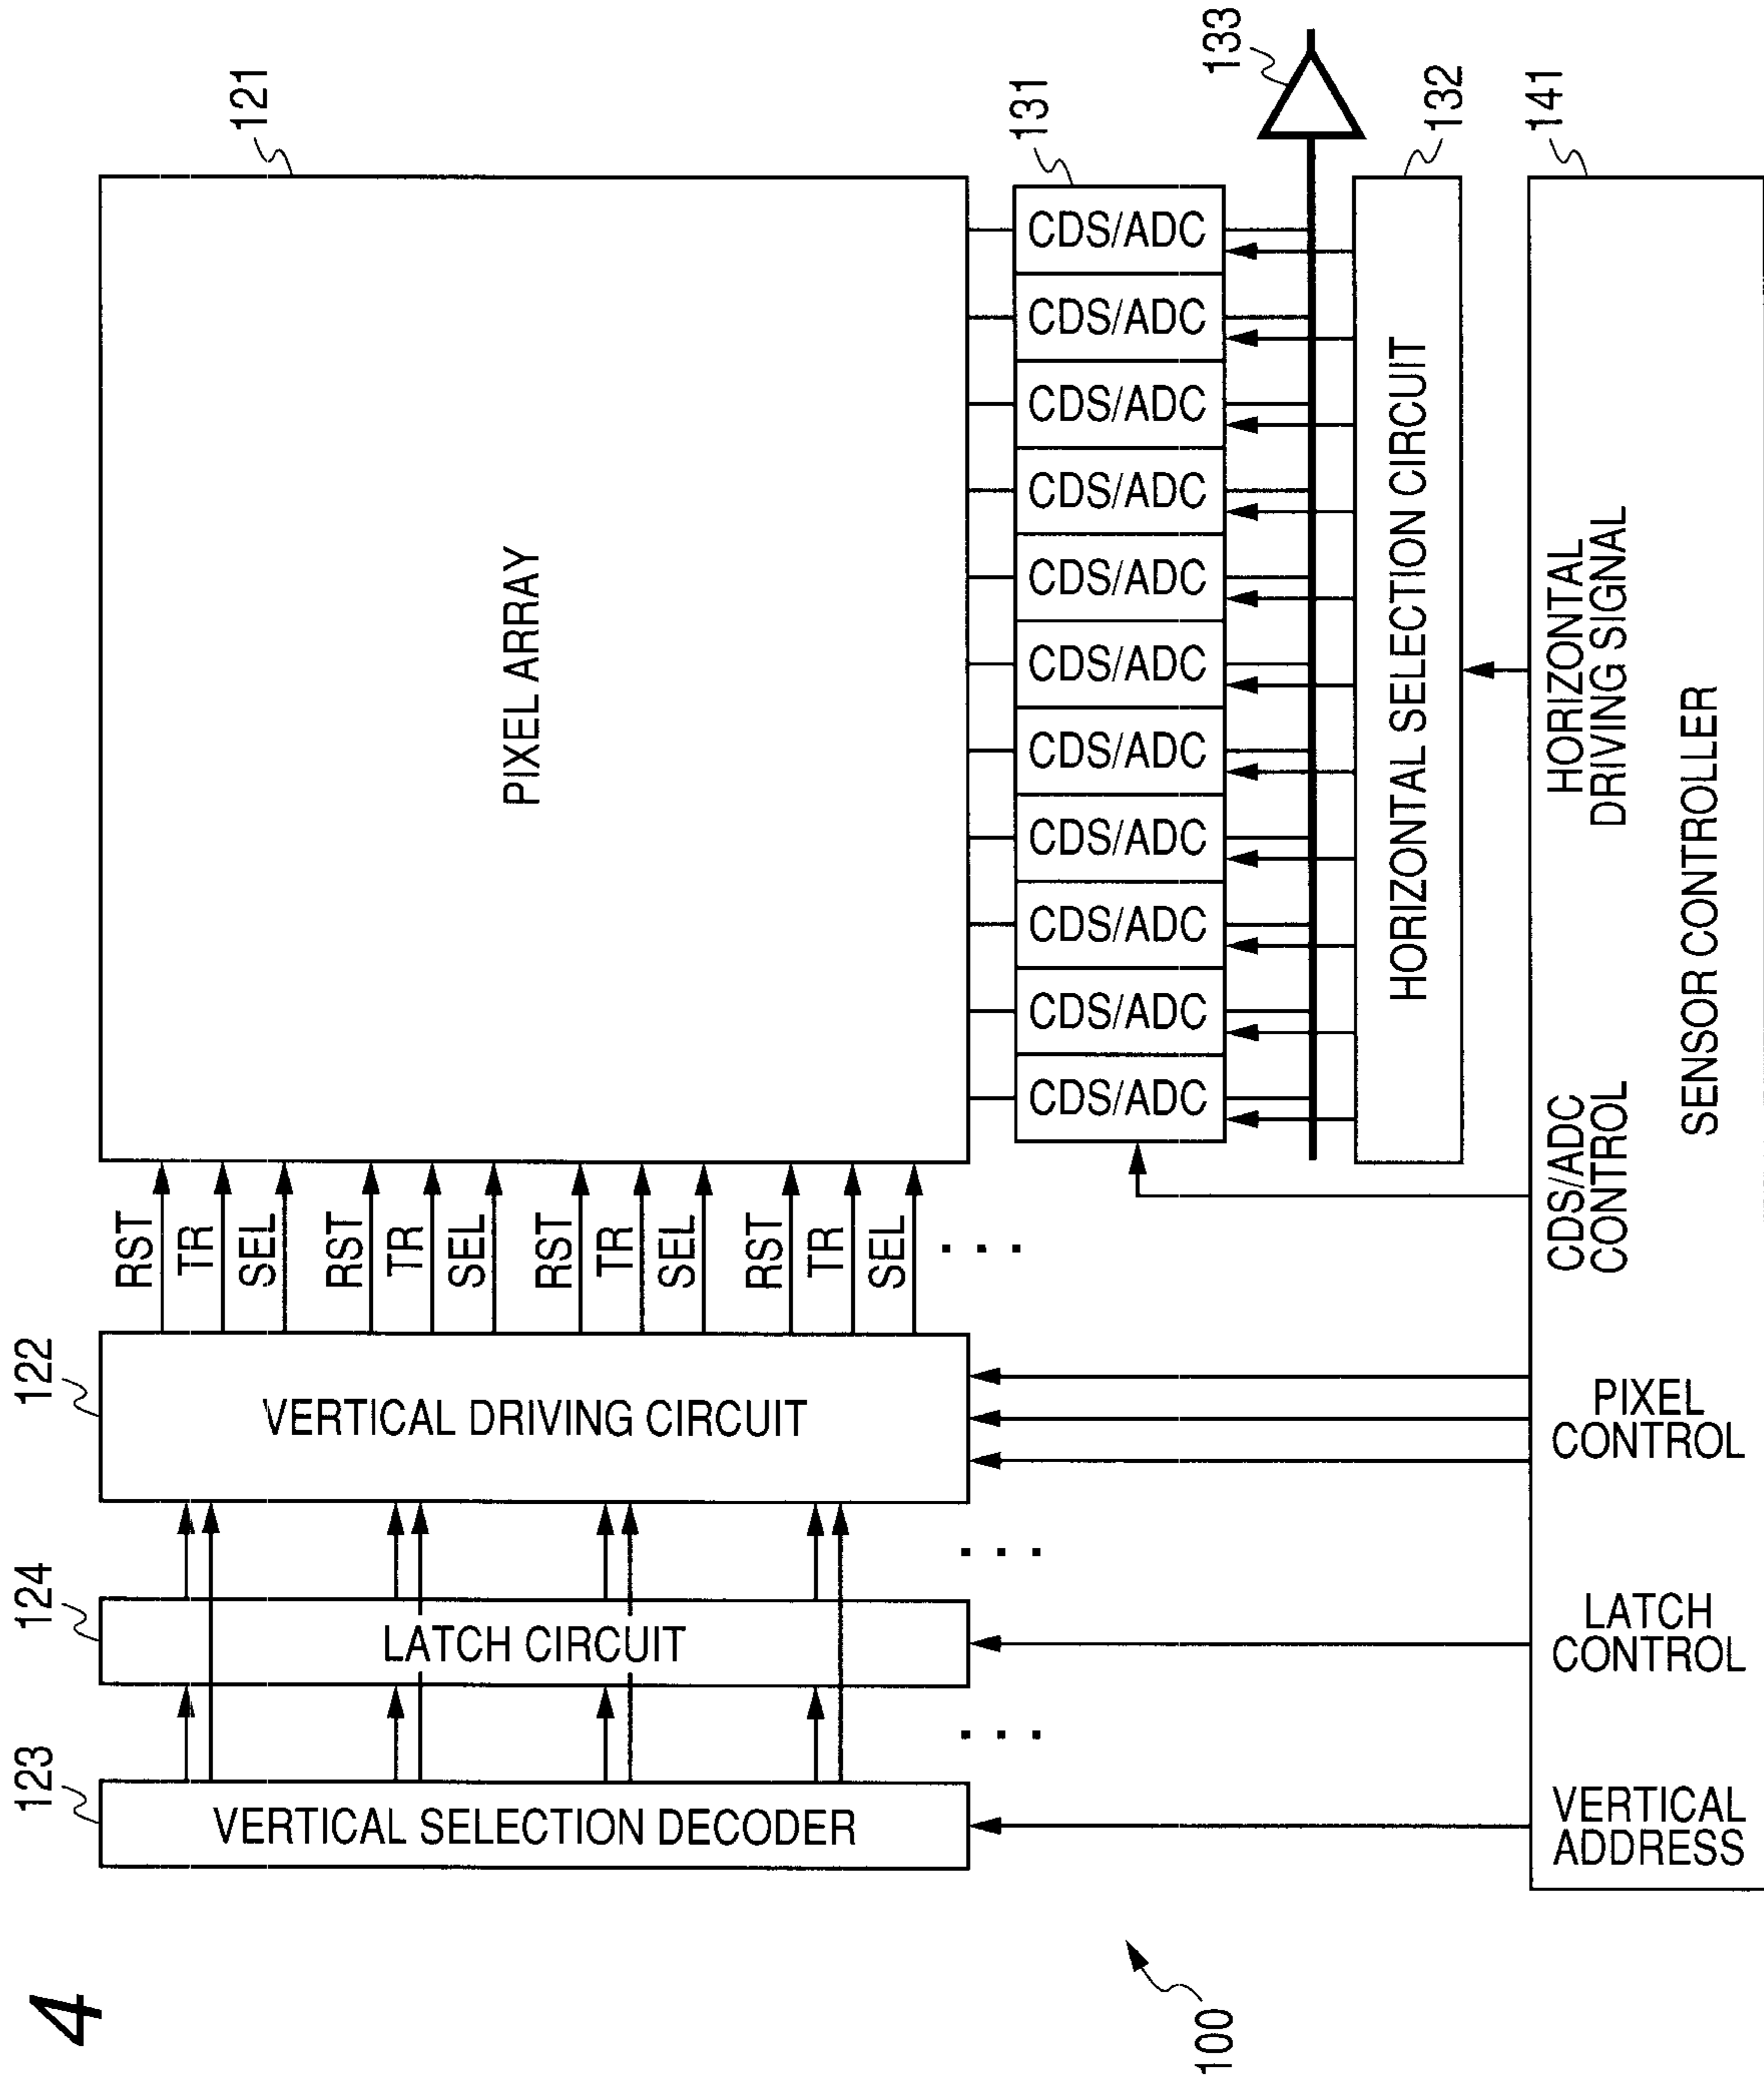 4
100
123
124
122
121
VERTICAL SELECTION DECODER
LATCH CIRCUIT
VERTICAL DRIVING CIRCUIT
RST
TR
SEL
RST
TR
SEL
RST
TR
SEL
RST
TR
SEL
PIXEL ARRAY
. . .
. . .
. . .
131
CDS/ADC
CDS/ADC
CDS/ADC
CDS/ADC
CDS/ADC
CDS/ADC
CDS/ADC
CDS/ADC
CDS/ADC
CDS/ADC
CDS/ADC
133
HORIZONTAL SELECTION CIRCUIT
132
141
VERTICAL
ADDRESS
LATCH
CONTROL
PIXEL
CONTROL
CDS/ADC
CONTROL
HORIZONTAL
DRIVING SIGNAL
SENSOR CONTROLLER